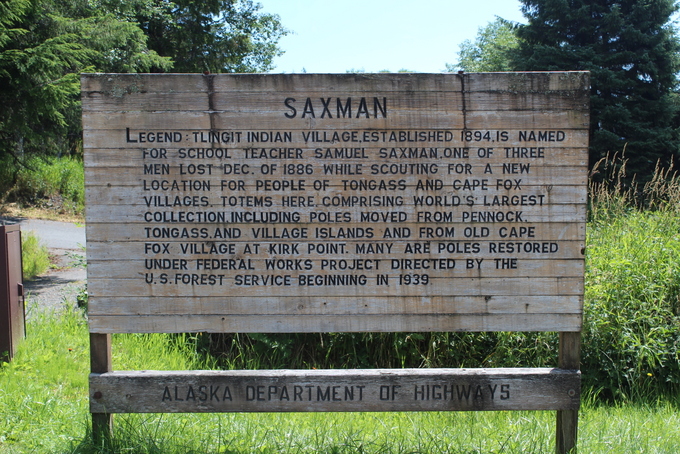 SAXMAN
LEGEND: TLINGIT INDIAN VILLAGE, ESTABLISHED 1894, IS NAMED
FOR SCHOOL TEACHER SAMUEL SAXMAN, ONE OF THREE
MEN LOST DEC. OF 1886 WHILE SCOUTING FOR A NEW
LOCATION FOR PEOPLE OF TONGASS AND CAPE FOX
VILLAGES. TOTEMS HERE, COMPRISING WORLD'S LARGEST
COLLECTION, INCLUDING POLES MOVED FROM PENNOCK,
TONGASS, AND VILLAGE ISLANDS AND FROM OLD CAPE
FOX VILLAGE AT KIRK POINT. MANY ARE POLES RESTORED
UNDER FEDERAL WORKS PROJECT DIRECTED BY THE
U.S. FOREST SERVICE BEGINNING IN 1939.
ALASKA DEPARTMENT OF HIGHWAYS